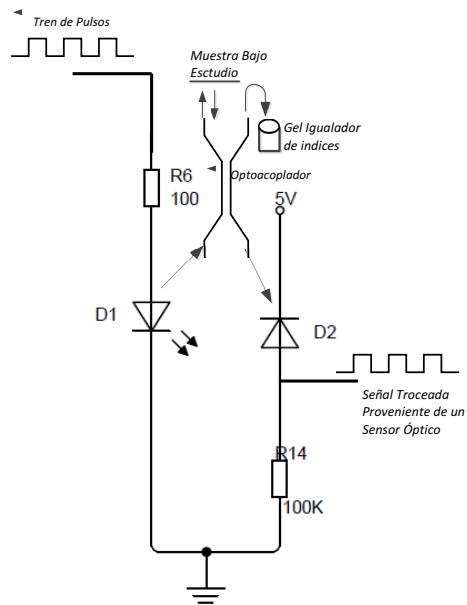 Tren de Pulsos
Muestra Bajo
Esctudio
Gel Igualador
de indices
R6
100
Optoacoplador
5V
D1
D2
Señal Troceada
Proveniente de un
Sensor Óptico
R14
100K